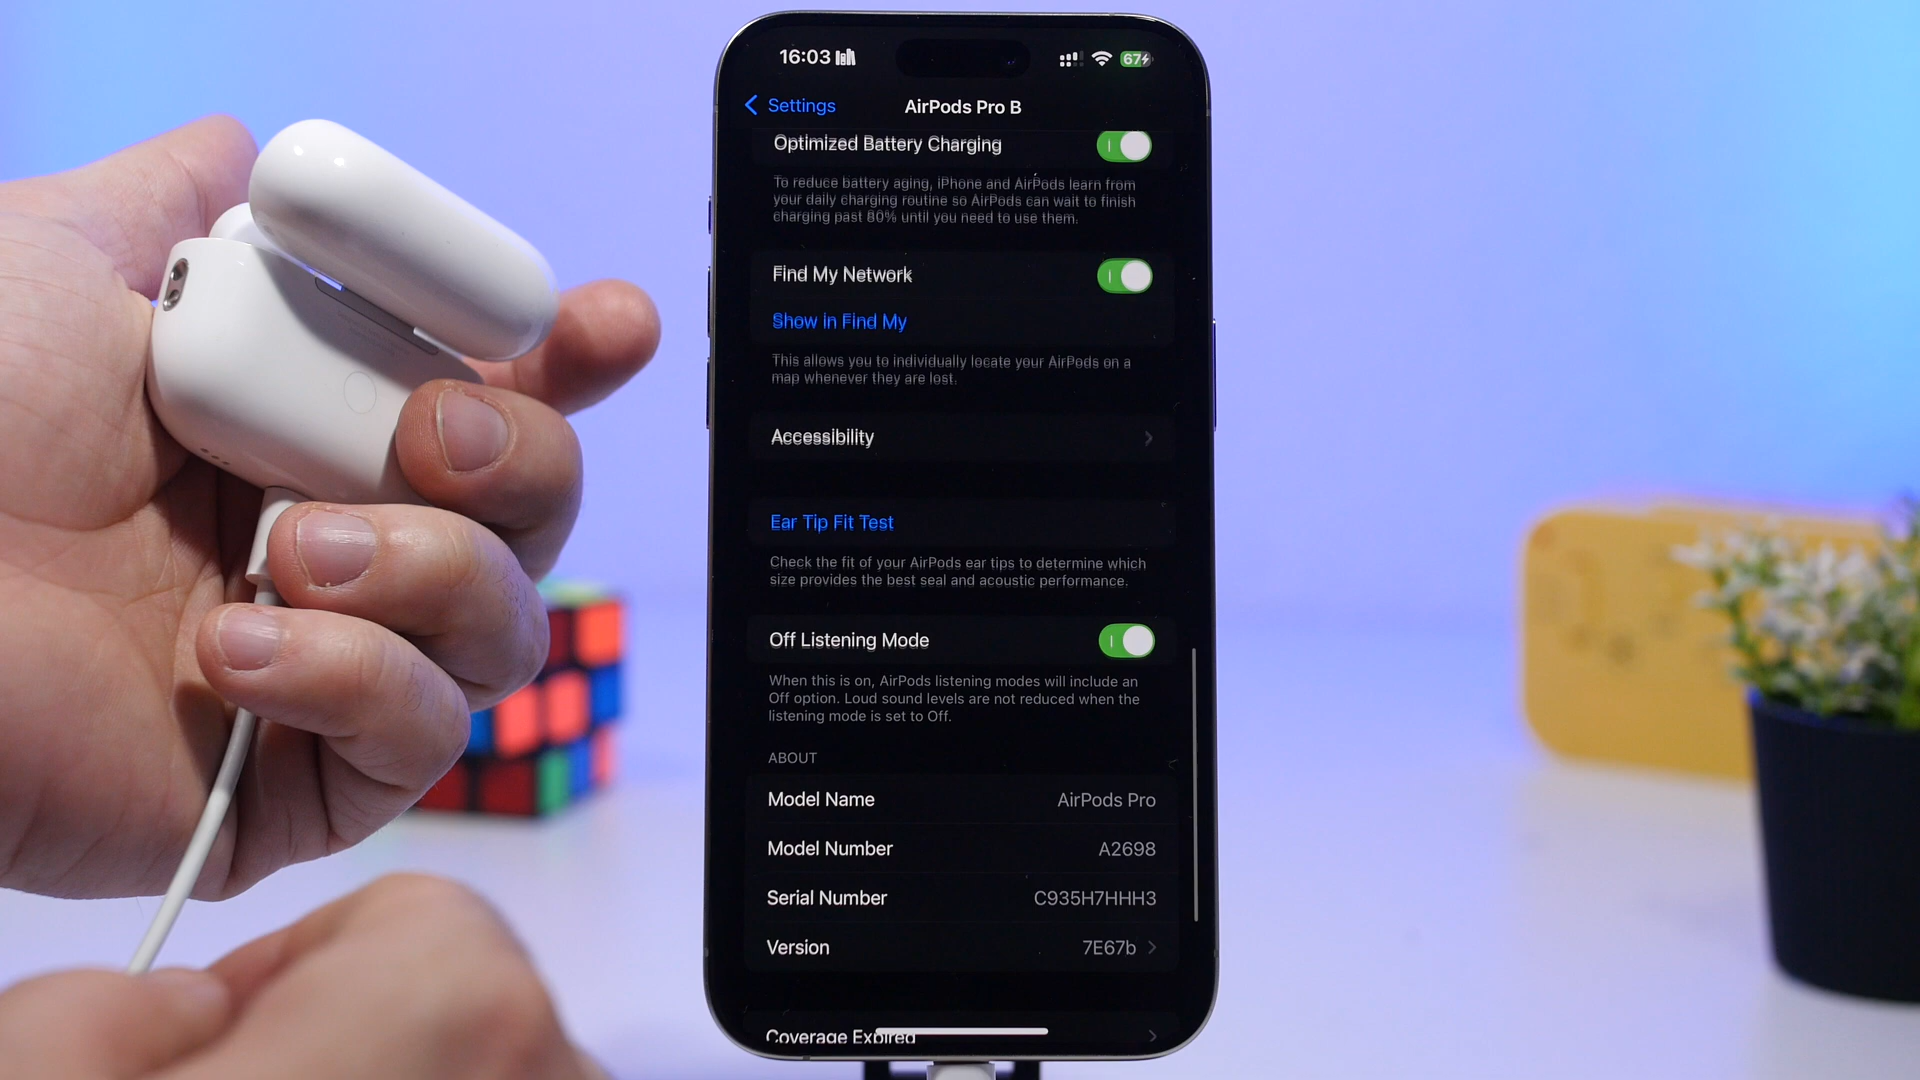 16:03
67
Settings
AirPods Pro B
Optimized Battery Charging
To reduce battery aging, iPhone and AirPods learn from
your daily charging routine so AirPods can wait to finish
charging past 80% until you need to use them.
Find My Network
Show in Find My
This allows you to individually locate your AirPods on a
map whenever they are lost.
Accessibility
Ear Tip Fit Test
Check the fit of your AirPods ear tips to determine which
size provides the best seal and acoustic performance.
Off Listening Mode
When this is on, AirPods listening modes will include an
Off option. Loud sound levels are not reduced when the
listening mode is set to Off.
ABOUT
Model Name AirPods Pro
Model Number A2698
Serial Number C935H7HHH3
Version 7E67b
Coverage Expired